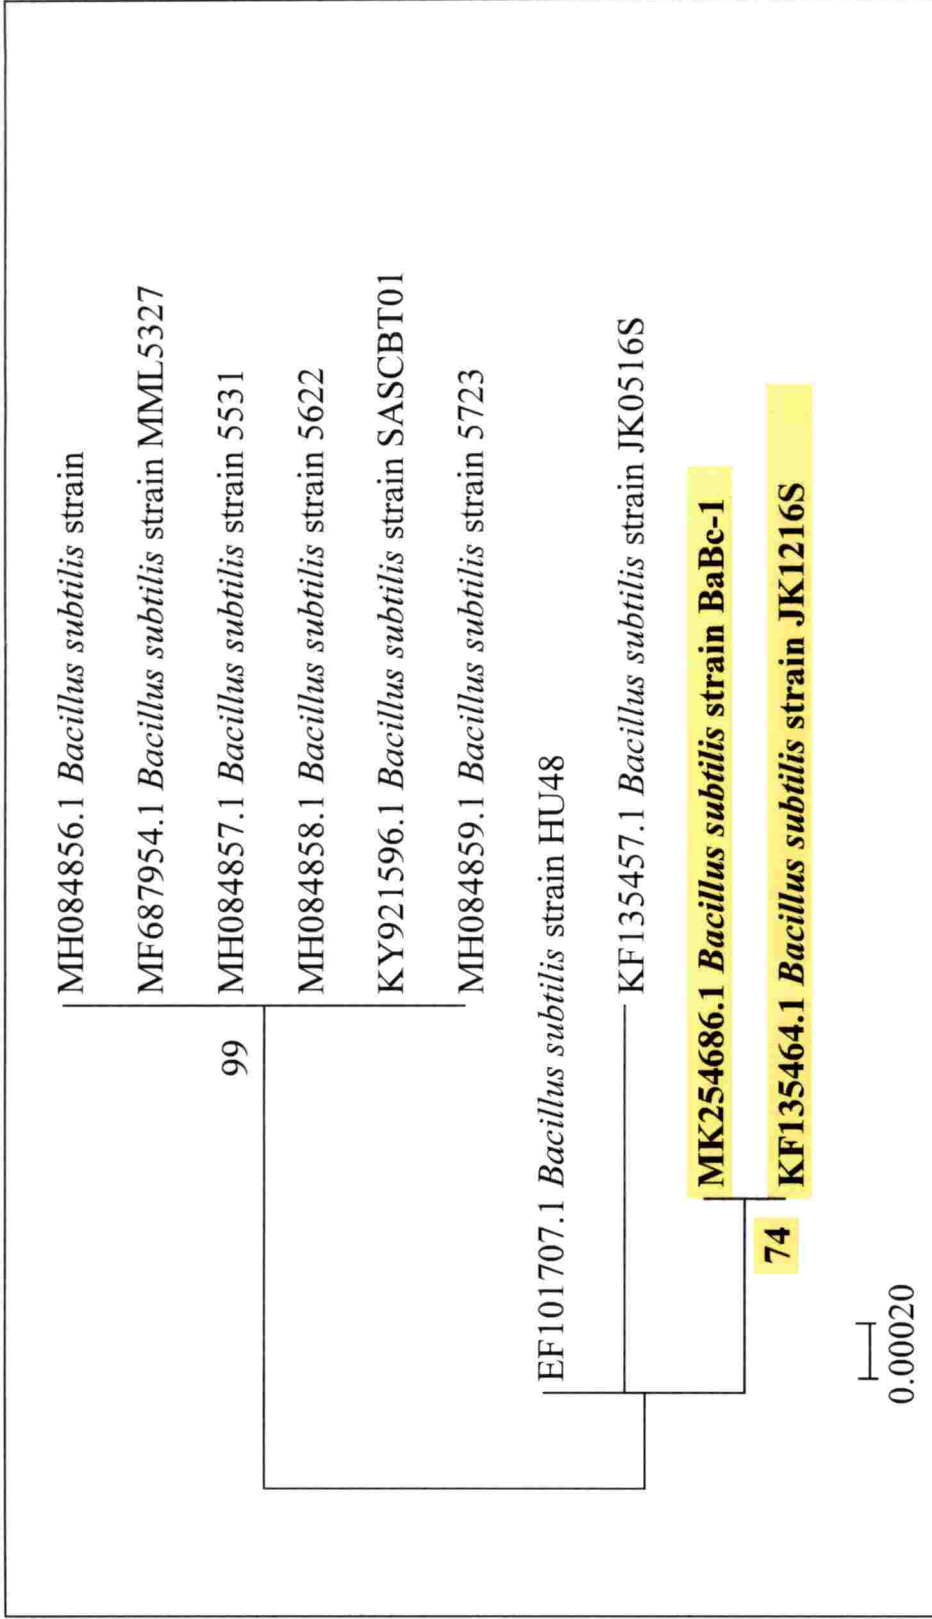 MH084856.1 Bacillus subtilis strain
MF687954.1 Bacillus subtilis strain MML5327
99
MH084857.1 Bacillus subtilis strain 5531
MH084858.1 Bacillus subtilis strain 5622
KY921596.1 Bacillus subtilis strain SASCBT01
MH084859.1 Bacillus subtilis strain 5723
EF101707.1 Bacillus subtilis strain HU48
KF135457.1 Bacillus subtilis strain JK0516S
MK254686.1 Bacillus subtilis strain BaBc-1
74
KF135464.1 Bacillus subtilis strain JK1216S
0.00020